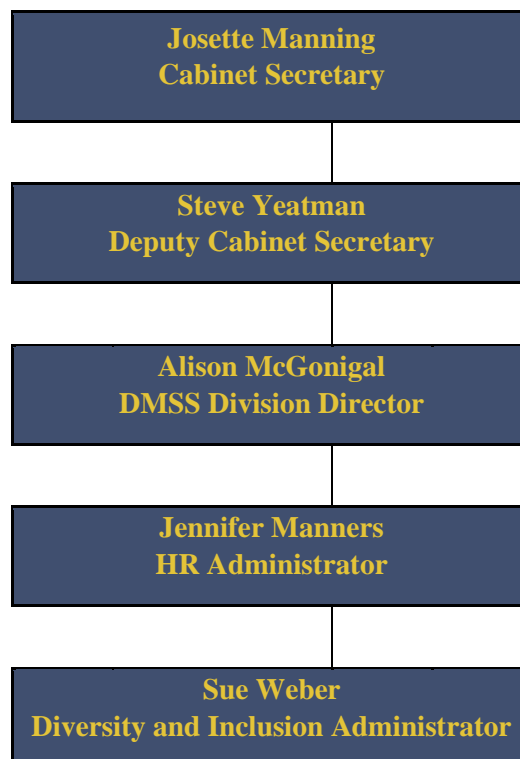 Josette Manning
Cabinet Secretary
Steve Yeatman
Deputy Cabinet Secretary
Alison McGonigal
DMSS Division Director
Jennifer Manners
HR Administrator
Sue Weber
Diversity and Inclusion Administrator